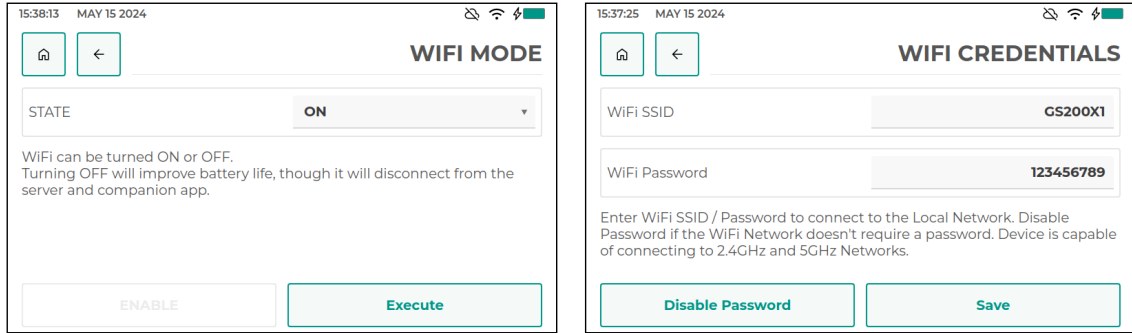 15:38:13 MAY 15 2024
WIFI MODE
STATE ON
WiFi can be turned ON or OFF.
Turning OFF will improve battery life, though it will disconnect from the
server and companion app.
ENABLE Execute
15:37:25 MAY 15 2024
WIFI CREDENTIALS
WiFi SSID GS200X1
WiFi Password 123456789
Enter WiFi SSID / Password to connect to the Local Network. Disable
Password if the WiFi Network doesn't require a password. Device is capable
of connecting to 2.4GHz and 5GHz Networks.
Disable Password Save